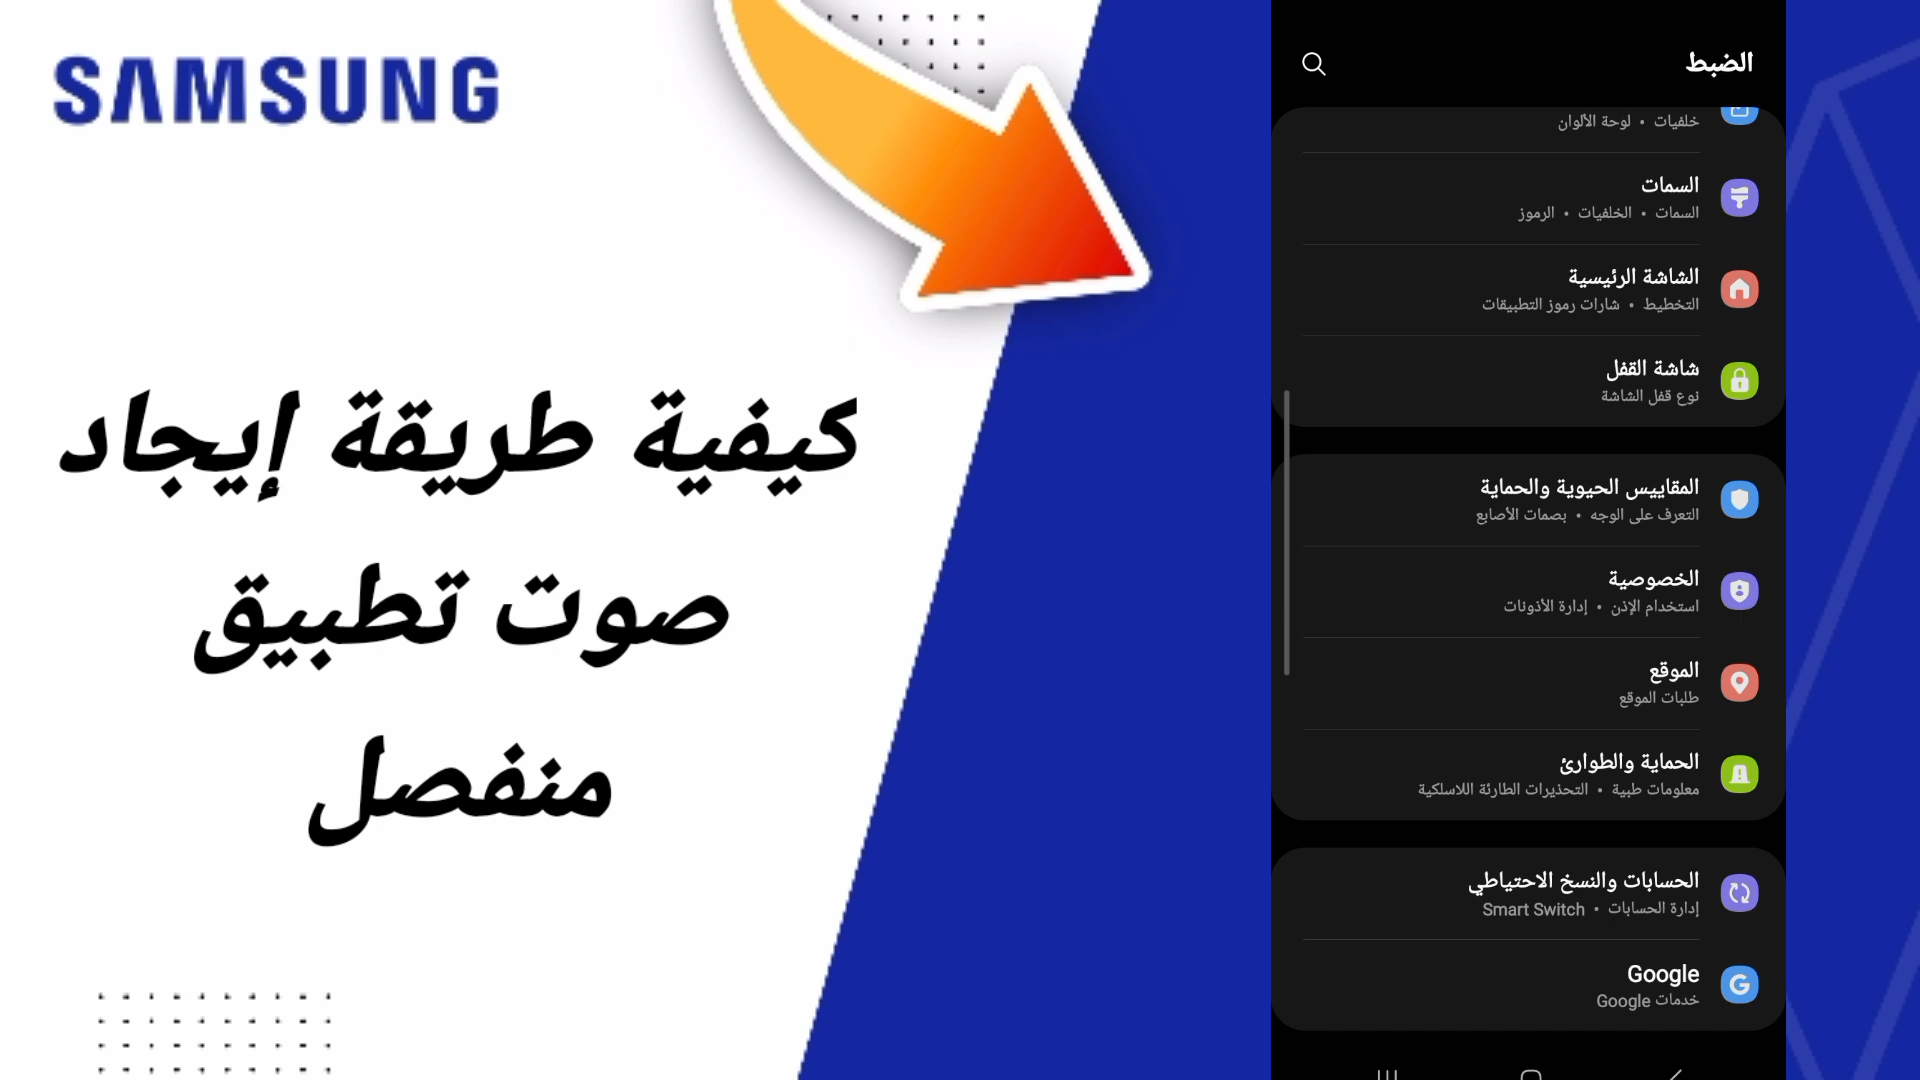 SAMSUNG
كيفية طريقة إيجاد
صوت تطبيق
منفصل
الضبط
خلفيات • لوحة الألوان
السمات
السمات • الخلفيات • الرموز
الشاشة الرئيسية
التخطيط • شارات رموز التطبيقات
شاشة القفل
نوع قفل الشاشة
المقاييس الحيوية والحماية
التعرف على الوجه • بصمات الأصابع
الخصوصية
استخدام الإذن • إدارة الأذونات
الموقع
طلبات الموقع
الحماية والطوارئ
معلومات طبية • التحذيرات الطارئة اللاسلكية
الحسابات والنسخ الاحتياطي
إدارة الحسابات • Smart Switch
Google
خدمات Google